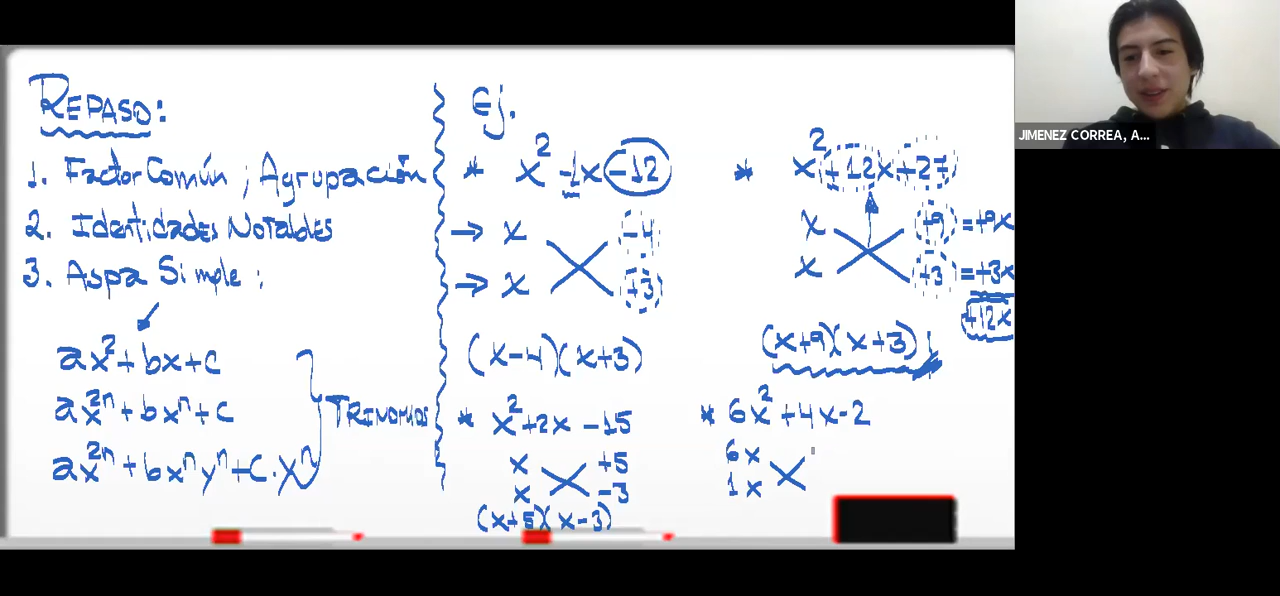 REPASO:
1. Factor Común ; Agrupación
2. Identidades Notables
3. Aspa Simple :
ax² + bx + c
ax²ⁿ + bxⁿ + c
ax²ⁿ + bxⁿyⁿ + c·yⁿ
TRINOMIOS
Ej.
* x² -1x -12
→ x -4
→ x +3
(x-4)(x+3)
* x² +2x -15
x +5
x -3
(x+5)(x-3)
* x² +12x +27
x +9 = +9x
x +3 = +3x
+12x
(x+9)(x+3)
* 6x² +4x -2
6x
1x
JIMENEZ CORREA, A...